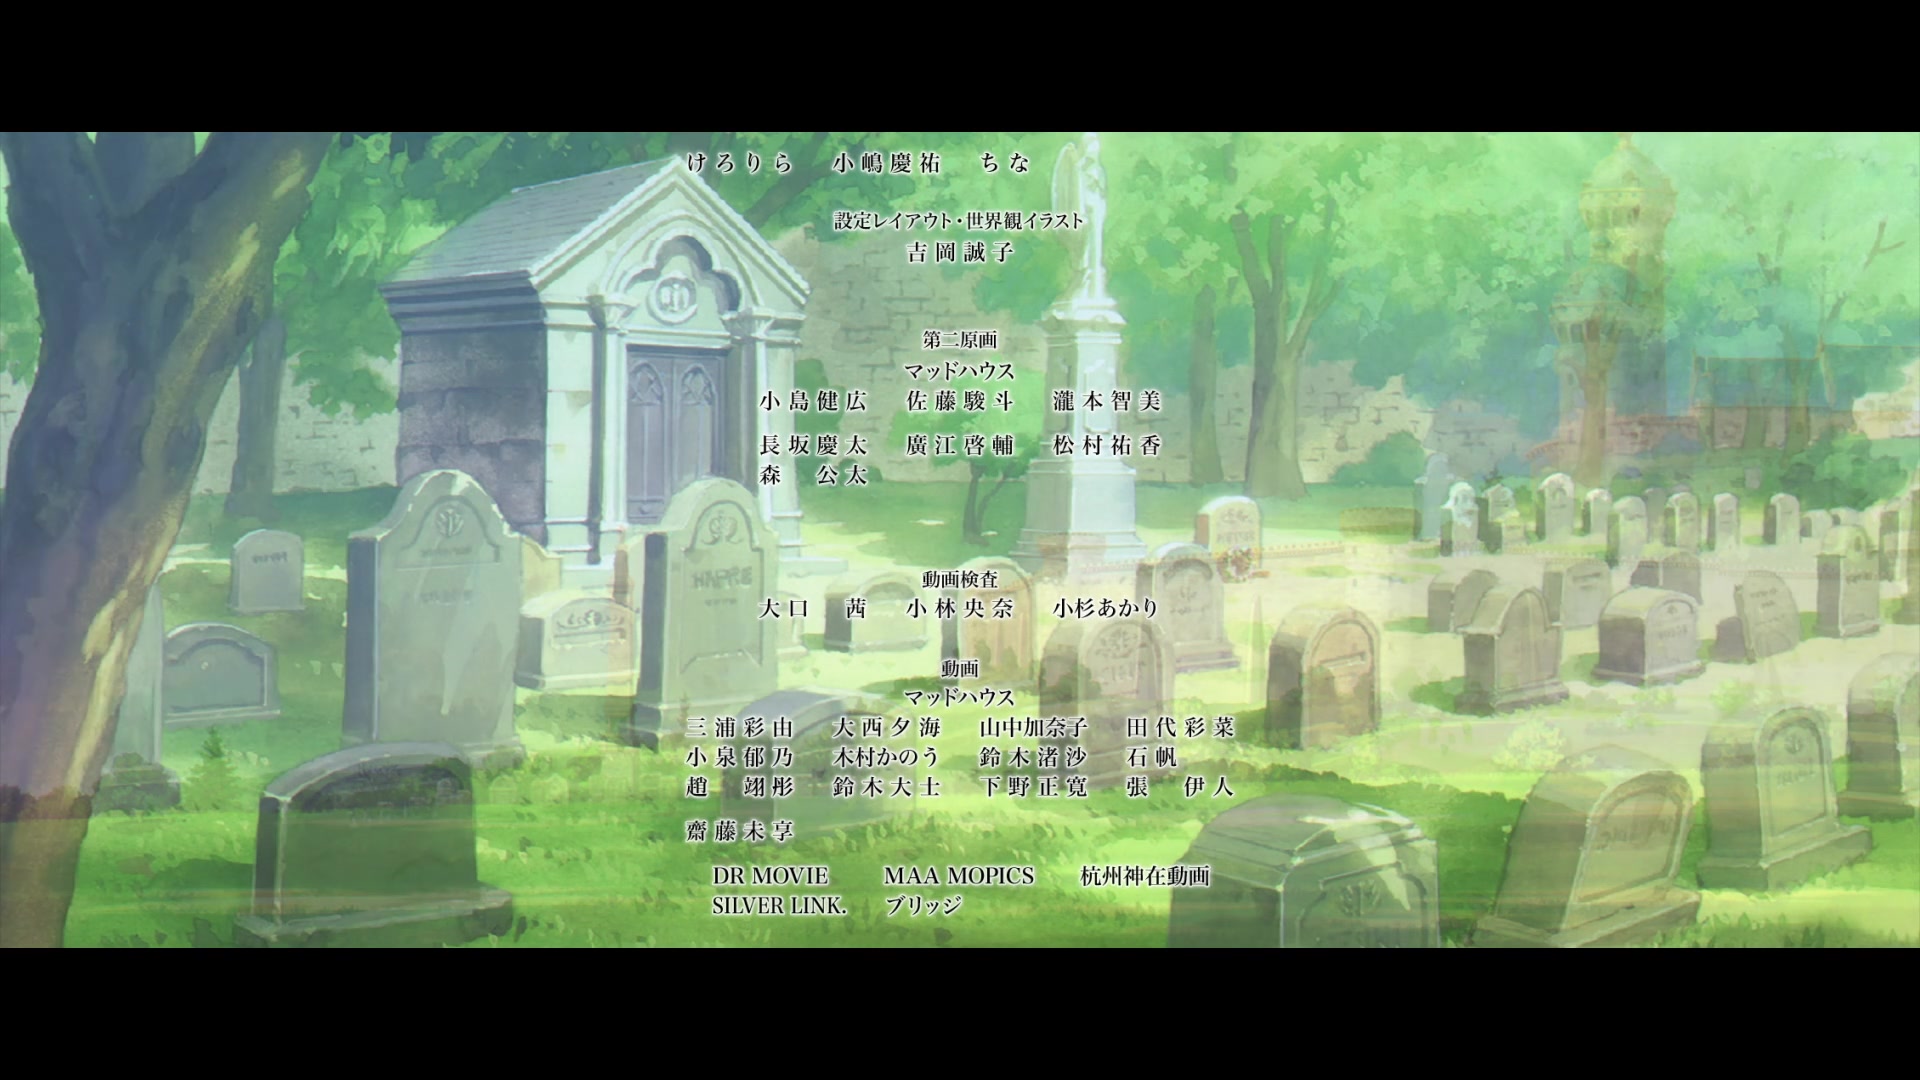 けろりら 小嶋慶祐 ちな
設定レイアウト・世界観イラスト
吉岡誠子
第二原画
マッドハウス
小島健広 佐藤駿斗 瀧本智美
長坂慶太 廣江啓輔 松村祐香
森 公太
動画検査
大口 茜 小林央奈 小杉あかり
動画
マッドハウス
三浦彩由 大西夕海 山中加奈子 田代彩菜
小泉郁乃 木村かのう 鈴木渚沙 石帆
趙 翊彤 鈴木大士 下野正寛 張 伊人
齋藤未享
DR MOVIE MAA MOPICS 杭州神在動画
SILVER LINK. ブリッジ